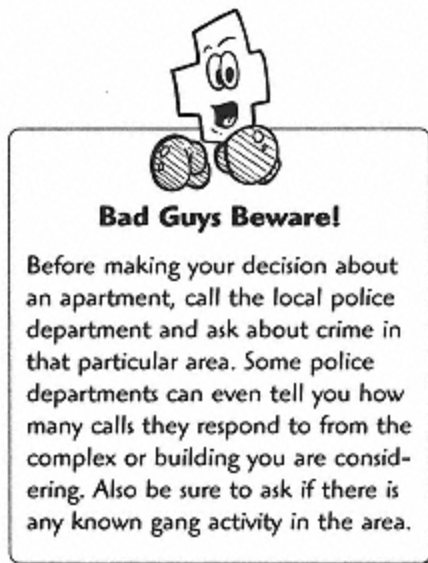 Bad Guys Beware!
Before making your decision about
an apartment, call the local police
department and ask about crime in
that particular area. Some police
departments can even tell you how
many calls they respond to from the
complex or building you are consid-
ering. Also be sure to ask if there is
any known gang activity in the area.